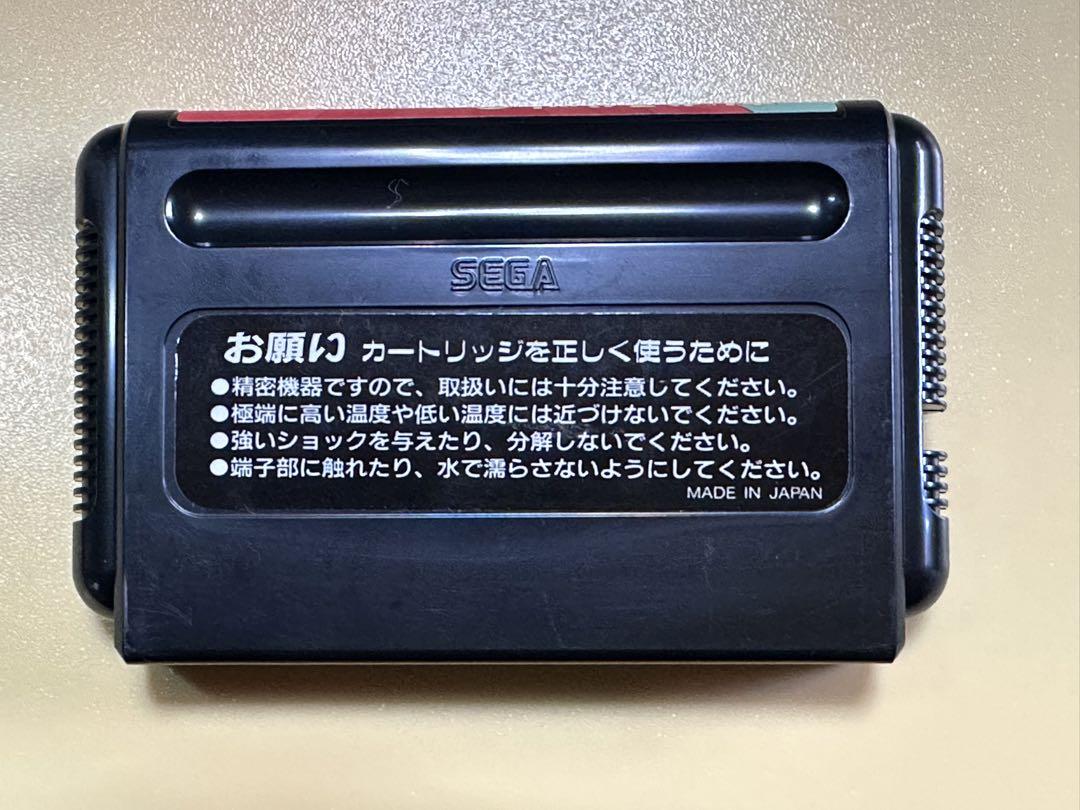 SEGA
お願い カートリッジを正しく使うために
●精密機器ですので、取扱いには十分注意してください。
●極端に高い温度や低い温度には近づけないでください。
●強いショックを与えたり、分解しないでください。
●端子部に触れたり、水で濡らさないようにしてください。
MADE IN JAPAN